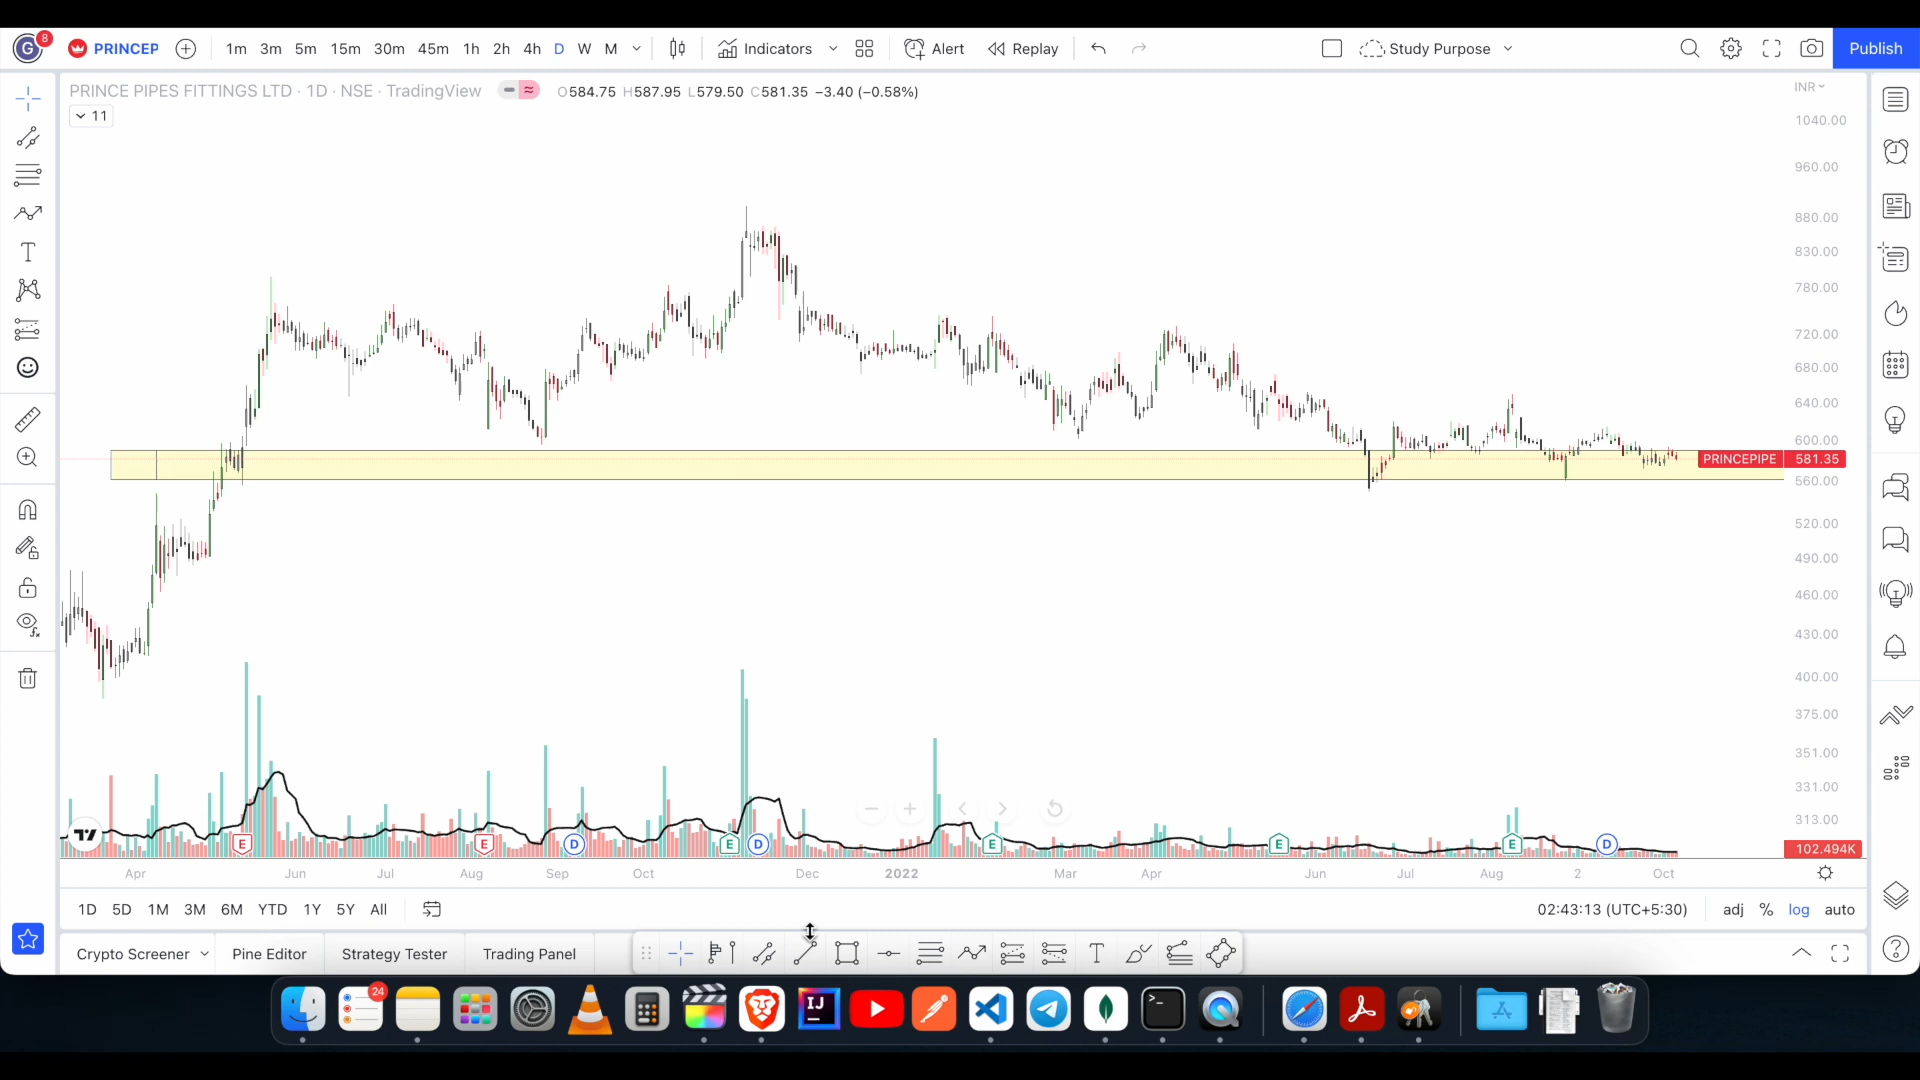 G
8
PRINCEP
1m 3m 5m 15m 30m 45m 1h 2h 4h D W M
Indicators
Alert
Replay
Study Purpose
Publish
PRINCE PIPES FITTINGS LTD · 1D · NSE · TradingView
O584.75 H587.95 L579.50 C581.35 −3.40 (−0.58%)
11
INR
1040.00
960.00
880.00
830.00
780.00
720.00
680.00
640.00
600.00
PRINCEPIPE 581.35
560.00
520.00
490.00
460.00
430.00
400.00
375.00
351.00
331.00
313.00
102.494K
E E D E D E E E D
Apr Jun Jul Aug Sep Oct Dec 2022 Mar Apr Jun Jul Aug 2 Oct
1D 5D 1M 3M 6M YTD 1Y 5Y All
02:43:13 (UTC+5:30)
adj % log auto
Crypto Screener
Pine Editor
Strategy Tester
Trading Panel
T
24
IJ